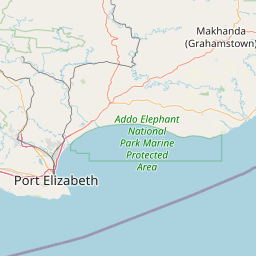 Makhanda
(Grahamstown)
Addo Elephant
National
Park Marine
Protected
Area
Port Elizabeth